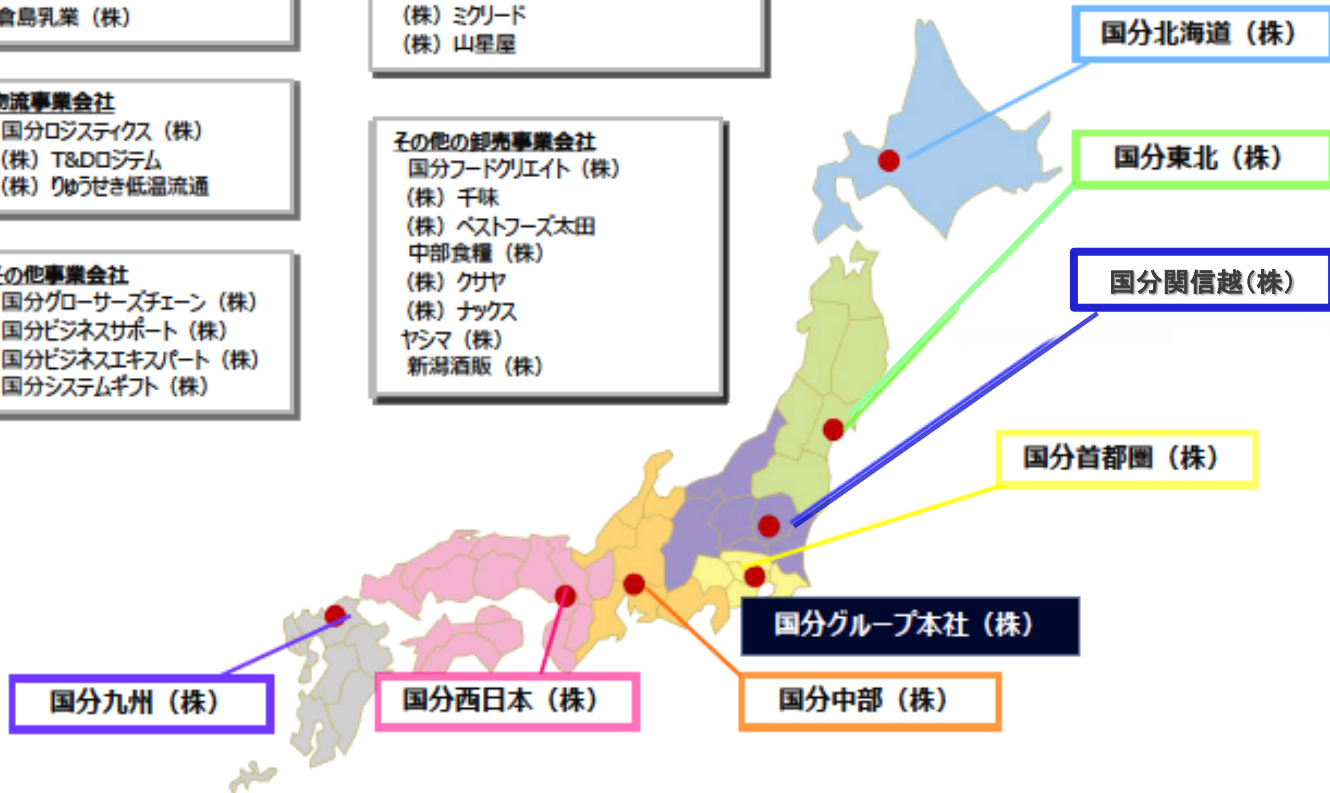 倉島乳業（株）
（株）ミクリード
（株）山星屋
物流事業会社
国分ロジスティクス（株）
（株）T&Dロジテム
（株）りゅうせき低温流通
その他事業会社
国分グローサーズチェーン（株）
国分ビジネスサポート（株）
国分ビジネスエキスパート（株）
国分システムギフト（株）
その他の卸売事業会社
国分フードクリエイト（株）
（株）千味
（株）ベストフーズ太田
中部食糧（株）
（株）クサヤ
（株）ナックス
ヤシマ（株）
新潟酒販（株）
国分北海道（株）
国分東北（株）
国分関信越(株）
国分首都圏（株）
国分グループ本社（株）
国分九州（株）
国分西日本（株）
国分中部（株）